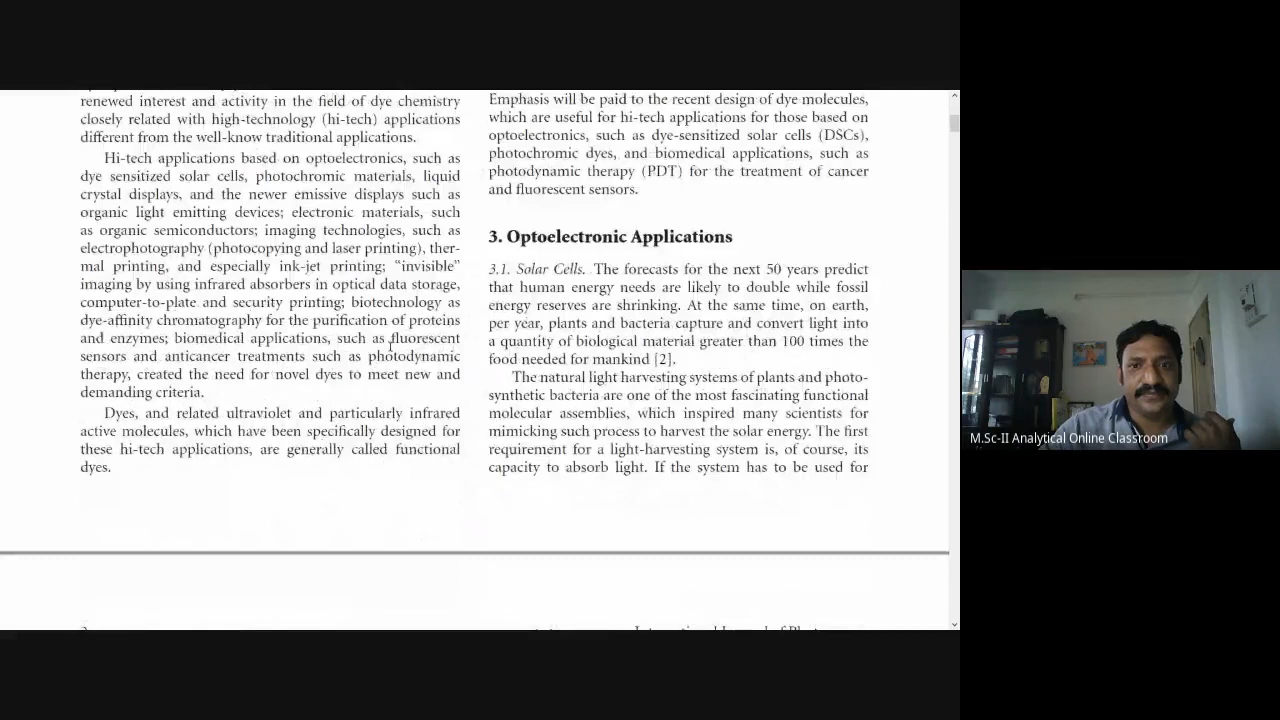 renewed interest and activity in the field of dye chemistry
closely related with high-technology (hi-tech) applications
different from the well-know traditional applications.
Hi-tech applications based on optoelectronics, such as
dye sensitized solar cells, photochromic materials, liquid
crystal displays, and the newer emissive displays such as
organic light emitting devices; electronic materials, such
as organic semiconductors; imaging technologies, such as
electrophotography (photocopying and laser printing), ther-
mal printing, and especially ink-jet printing; “invisible”
imaging by using infrared absorbers in optical data storage,
computer-to-plate and security printing; biotechnology as
dye-affinity chromatography for the purification of proteins
and enzymes; biomedical applications, such as fluorescent
sensors and anticancer treatments such as photodynamic
therapy, created the need for novel dyes to meet new and
demanding criteria.
Dyes, and related ultraviolet and particularly infrared
active molecules, which have been specifically designed for
these hi-tech applications, are generally called functional
dyes.
Emphasis will be paid to the recent design of dye molecules,
which are useful for hi-tech applications for those based on
optoelectronics, such as dye-sensitized solar cells (DSCs),
photochromic dyes, and biomedical applications, such as
photodynamic therapy (PDT) for the treatment of cancer
and fluorescent sensors.
3. Optoelectronic Applications
3.1. Solar Cells. The forecasts for the next 50 years predict
that human energy needs are likely to double while fossil
energy reserves are shrinking. At the same time, on earth,
per year, plants and bacteria capture and convert light into
a quantity of biological material greater than 100 times the
food needed for mankind [2].
The natural light harvesting systems of plants and photo-
synthetic bacteria are one of the most fascinating functional
molecular assemblies, which inspired many scientists for
mimicking such process to harvest the solar energy. The first
requirement for a light-harvesting system is, of course, its
capacity to absorb light. If the system has to be used for
M.Sc-II Analytical Online Classroom